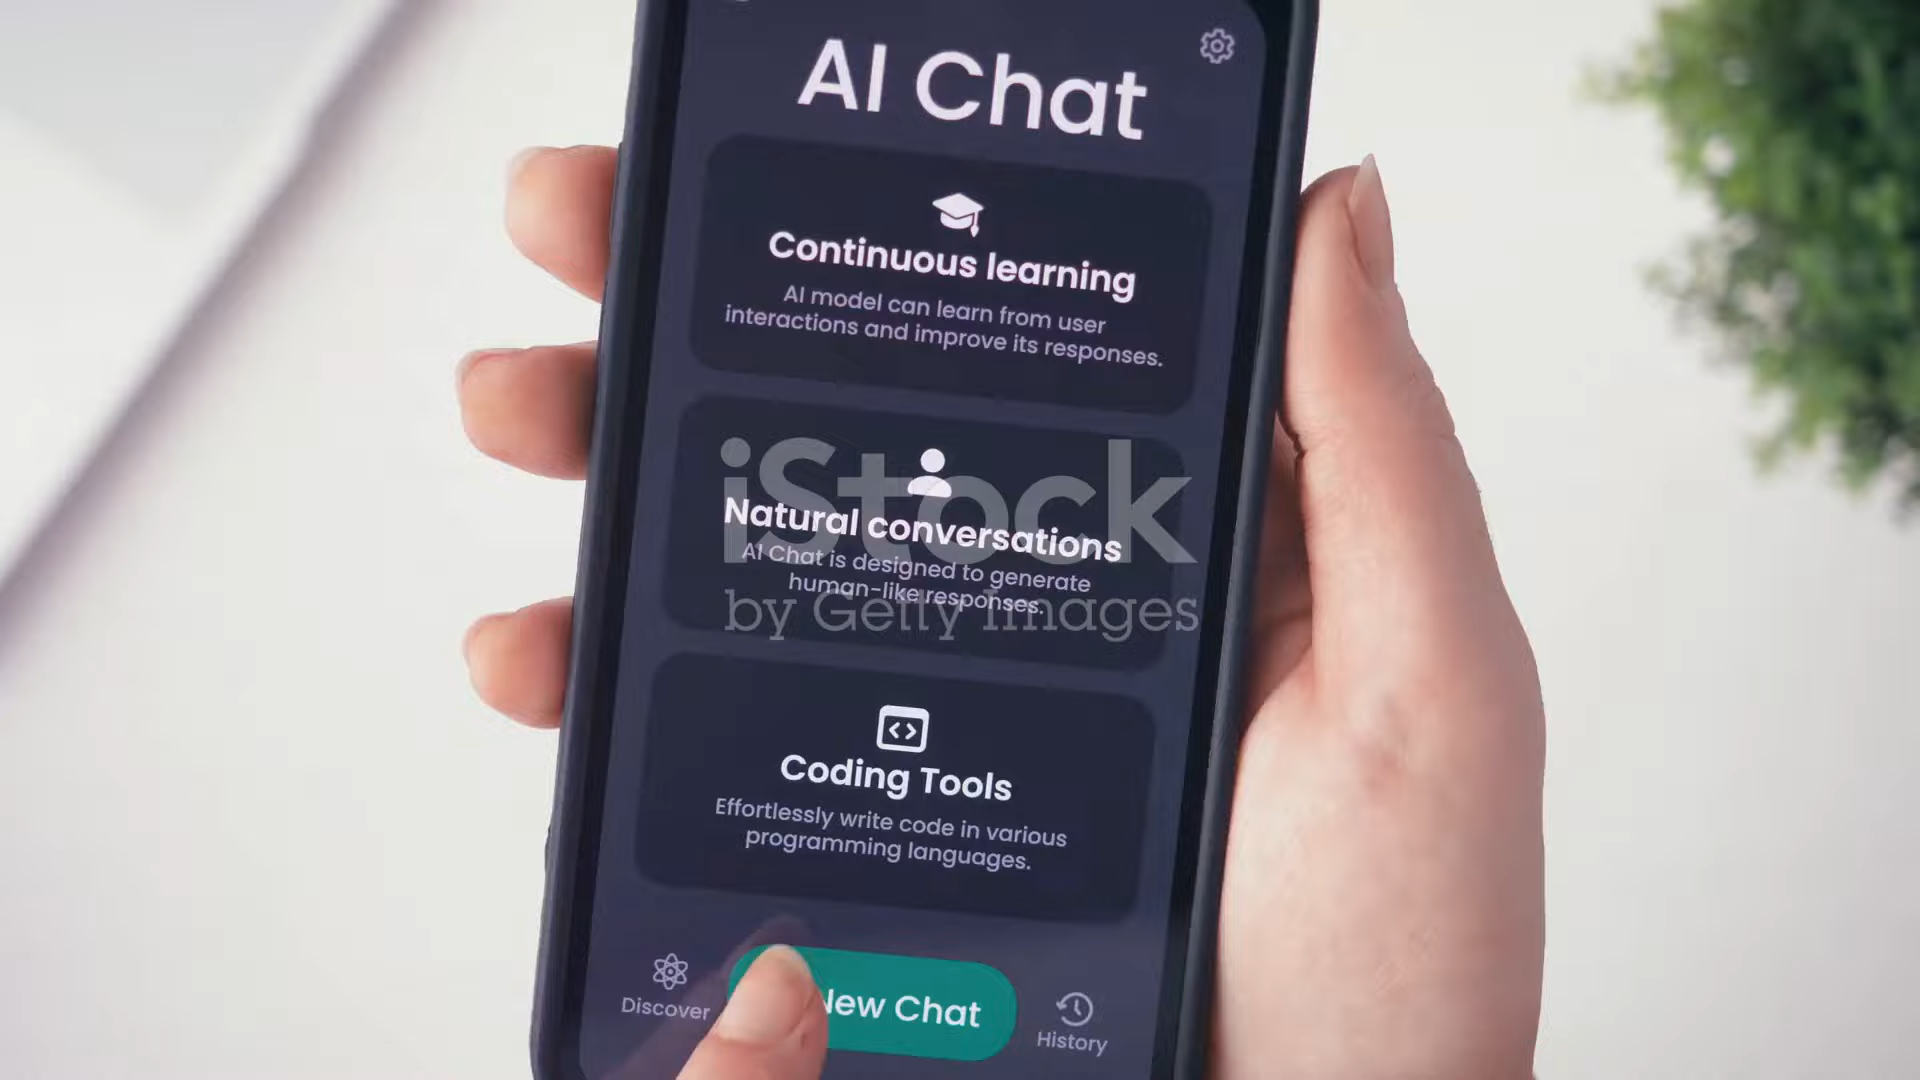 AI Chat
Continuous learning
AI model can learn from user
interactions and improve its responses.
iStock
Natural conversations
AI Chat is designed to generate
human-like responses.
by Getty Images
Coding Tools
Effortlessly write code in various
programming languages.
Discover
New Chat
History